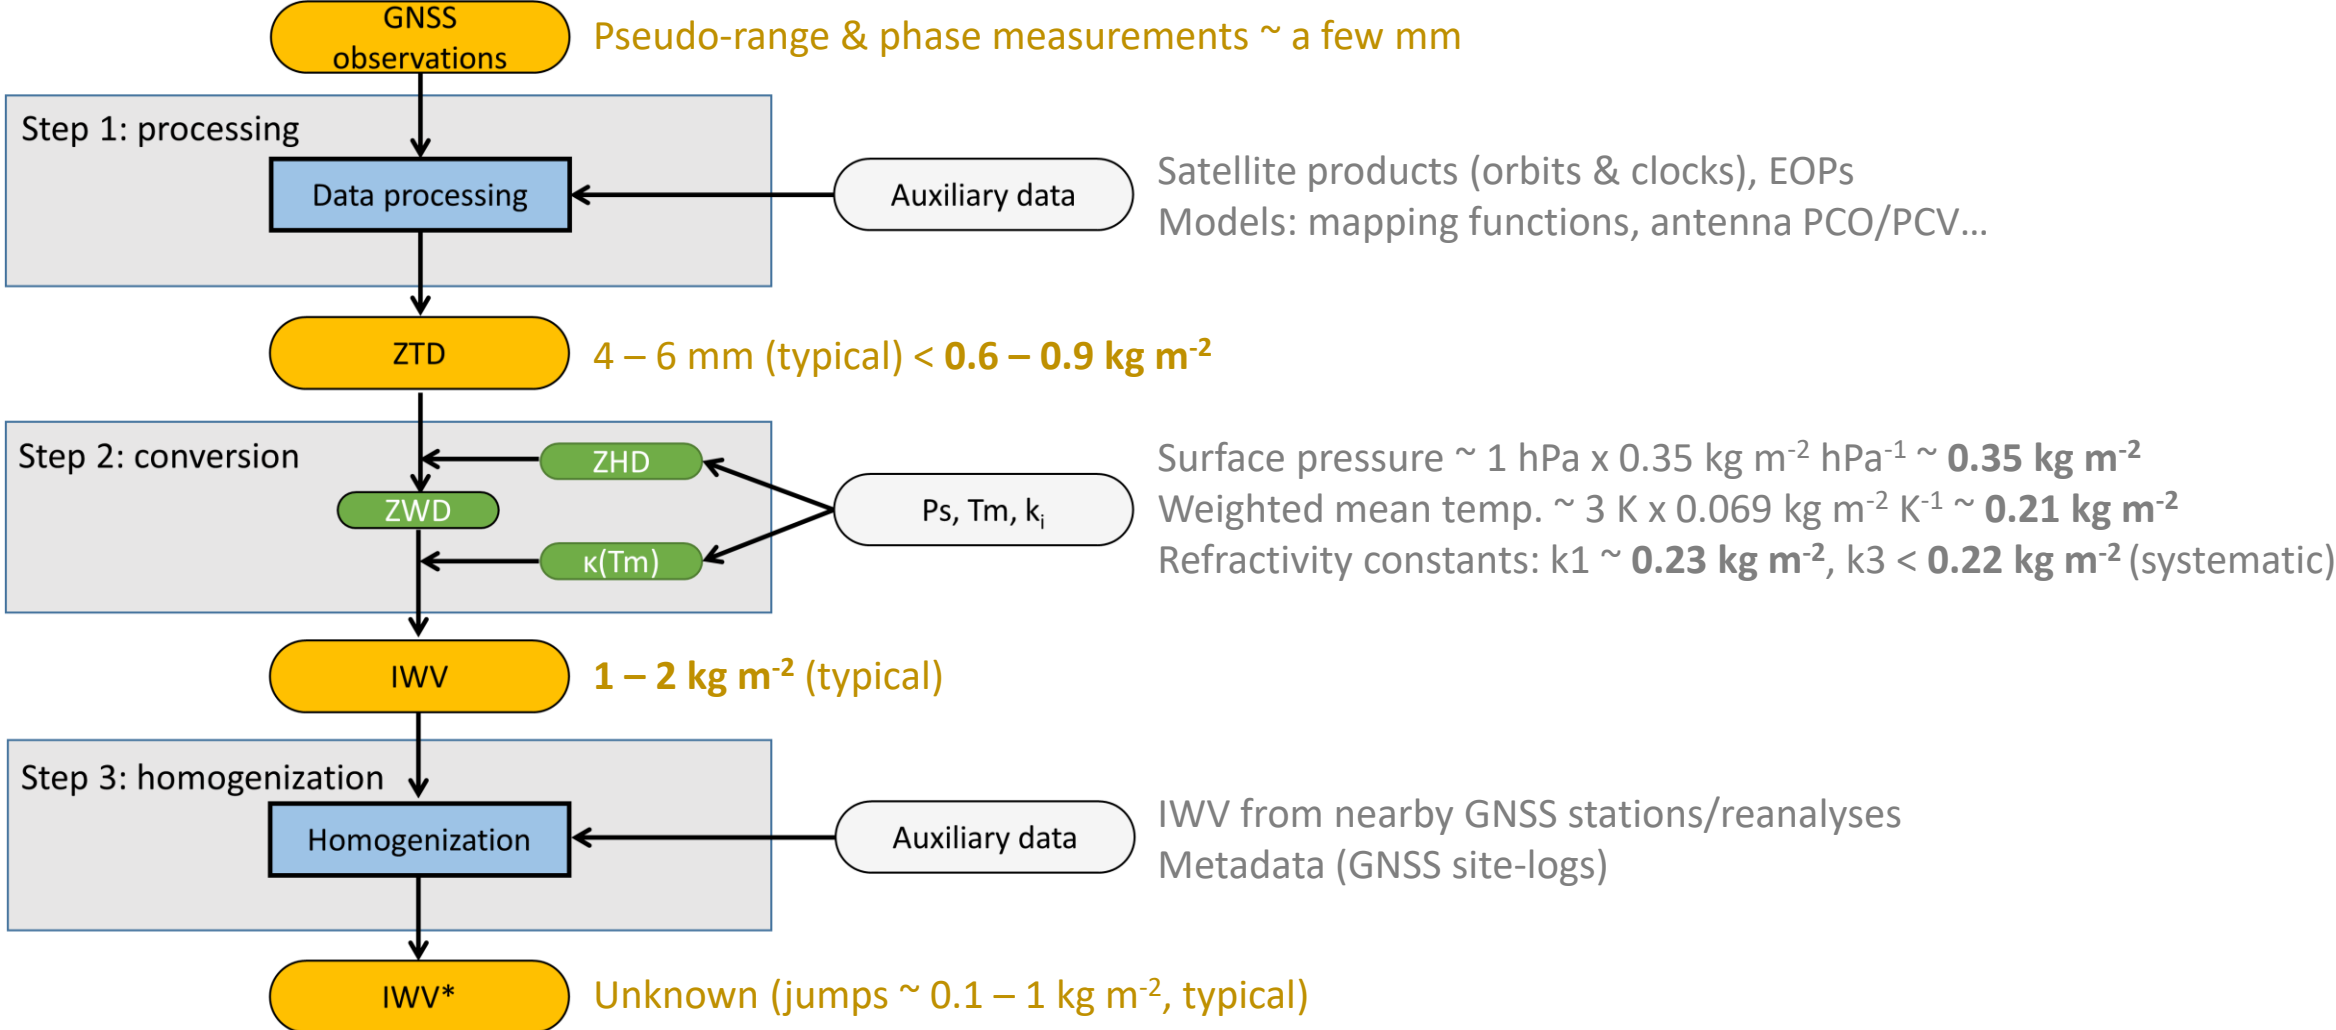 GNSS
observations
Pseudo-range & phase measurements ~ a few mm
Step 1: processing
Data processing
Auxiliary data
Satellite products (orbits & clocks), EOPs
Models: mapping functions, antenna PCO/PCV…
ZTD
4 – 6 mm (typical) < 0.6 – 0.9 kg m⁻²
Step 2: conversion
ZHD
ZWD
κ(Tm)
Ps, Tm, kᵢ
Surface pressure ~ 1 hPa x 0.35 kg m⁻² hPa⁻¹ ~ 0.35 kg m⁻²
Weighted mean temp. ~ 3 K x 0.069 kg m⁻² K⁻¹ ~ 0.21 kg m⁻²
Refractivity constants: k1 ~ 0.23 kg m⁻², k3 < 0.22 kg m⁻² (systematic)
IWV
1 – 2 kg m⁻² (typical)
Step 3: homogenization
Homogenization
Auxiliary data
IWV from nearby GNSS stations/reanalyses
Metadata (GNSS site-logs)
IWV*
Unknown (jumps ~ 0.1 – 1 kg m⁻², typical)